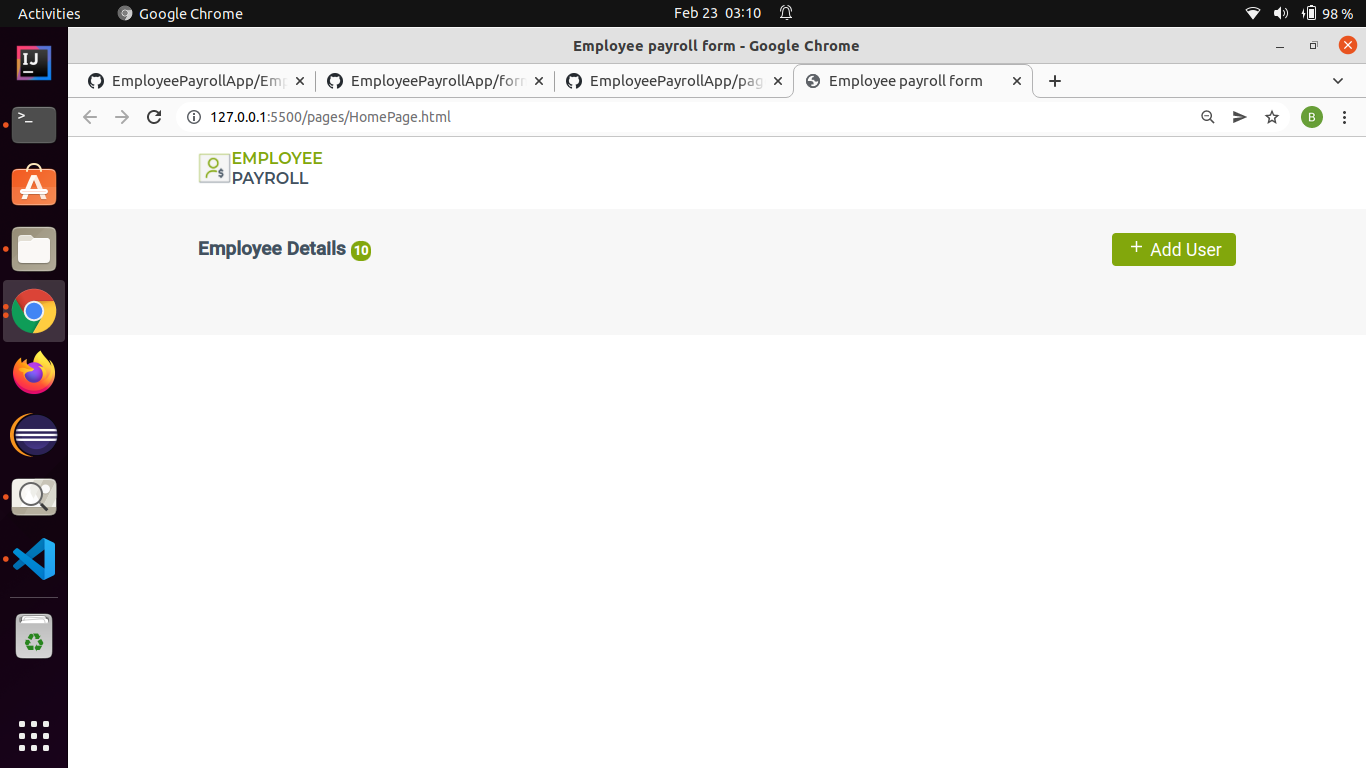 Activities
Google Chrome
Feb 23 03:10
98 %
Employee payroll form - Google Chrome
EmployeePayrollApp/Emp
EmployeePayrollApp/for
EmployeePayrollApp/pag
Employee payroll form
127.0.0.1:5500/pages/HomePage.html
B
EMPLOYEE
PAYROLL
Employee Details 10
+ Add User
IJ
>_